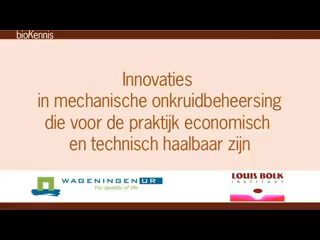 bioKennis
Innovaties
in mechanische onkruidbeheersing
die voor de praktijk economisch
en technisch haalbaar zijn
WAGENINGEN UR
For quality of life
LOUIS BOLK
instituut